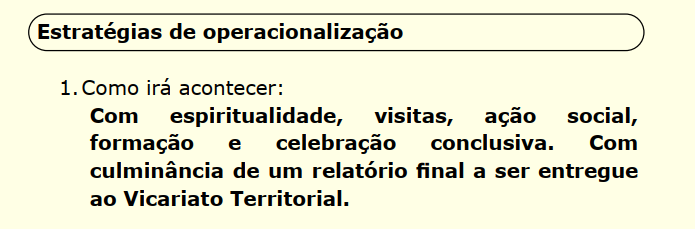 Estratégias de operacionalização
1. Como irá acontecer:
Com espiritualidade, visitas, ação social,
formação e celebração conclusiva. Com
culminância de um relatório final a ser entregue
ao Vicariato Territorial.